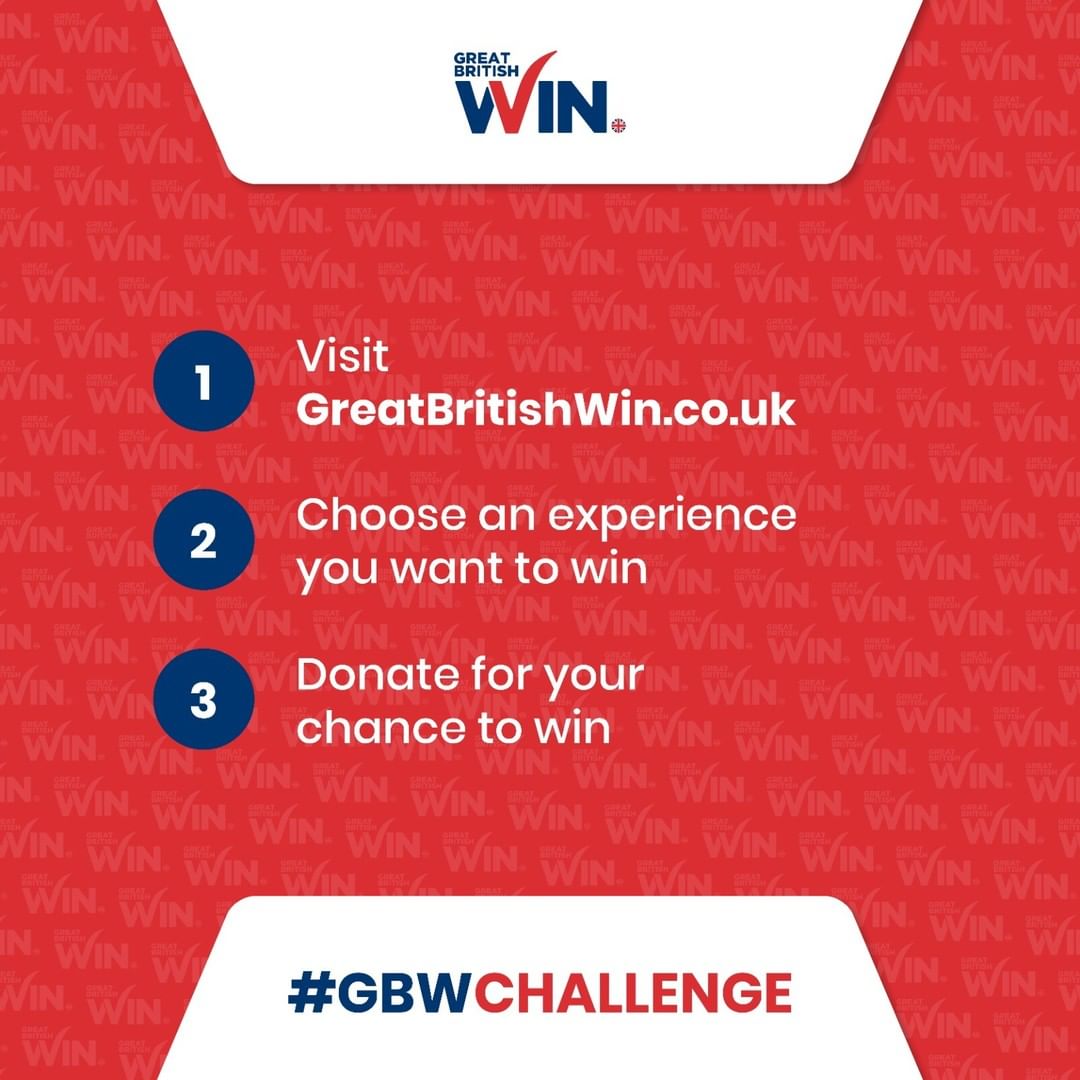 GREAT
BRITISH
WIN.
1
Visit
GreatBritishWin.co.uk
2
Choose an experience
you want to win
3
Donate for your
chance to win
#GBWCHALLENGE